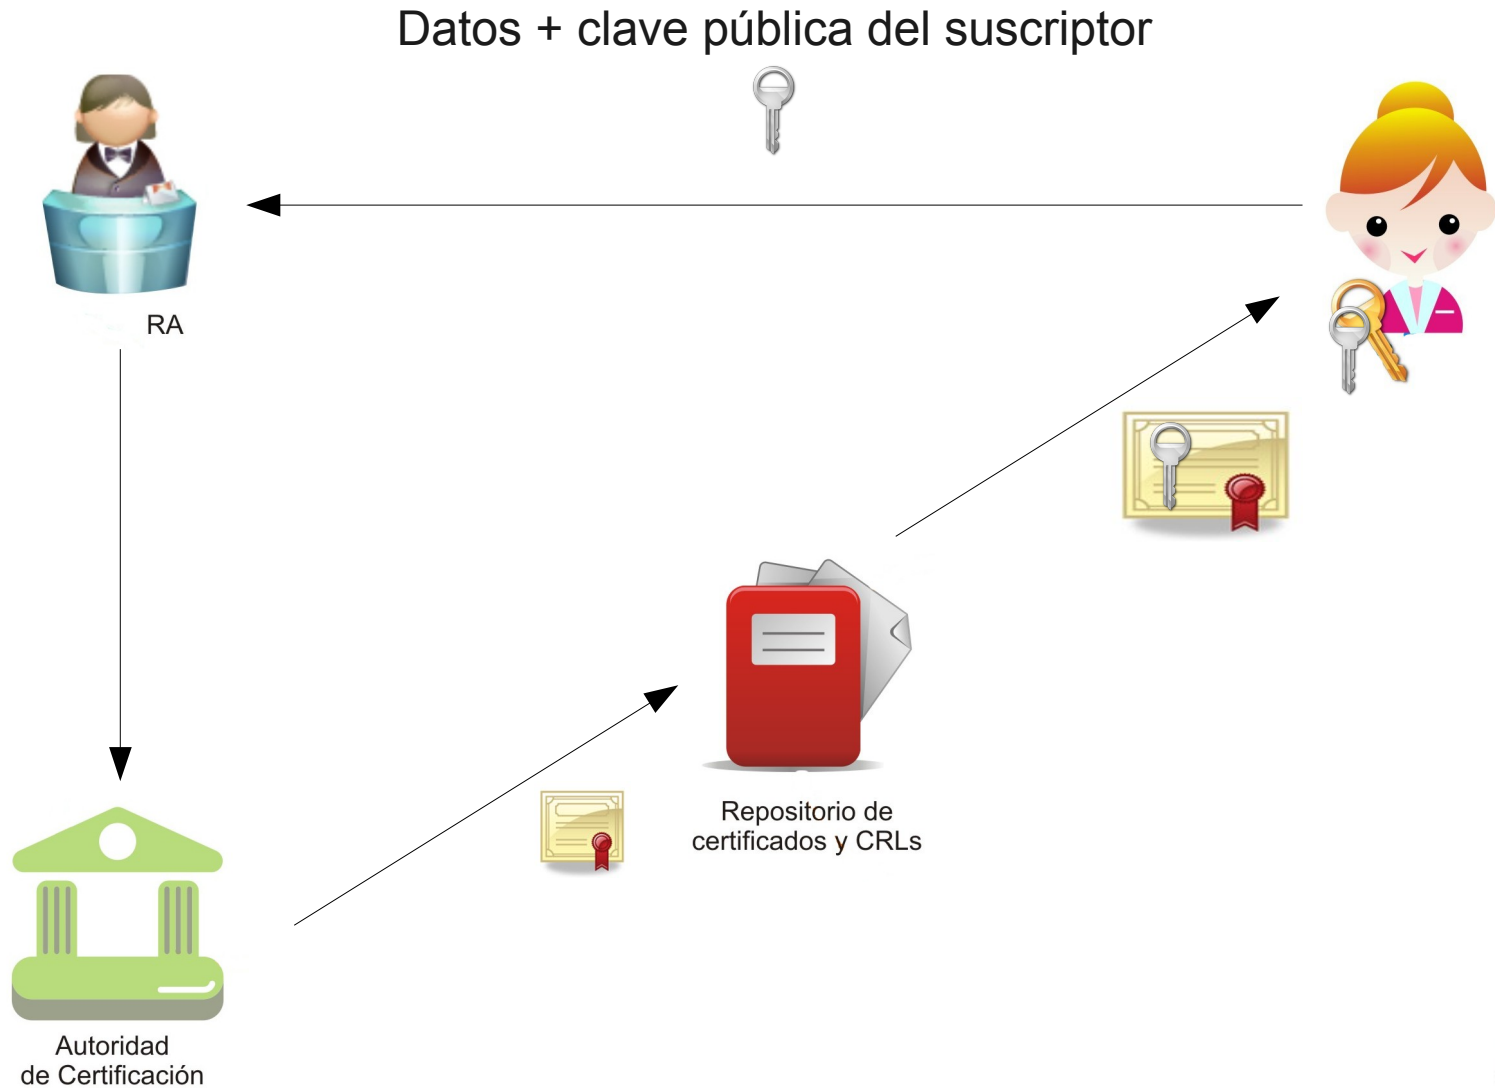 Datos + clave pública del suscriptor
RA
Repositorio de
certificados y CRLs
Autoridad
de Certificación